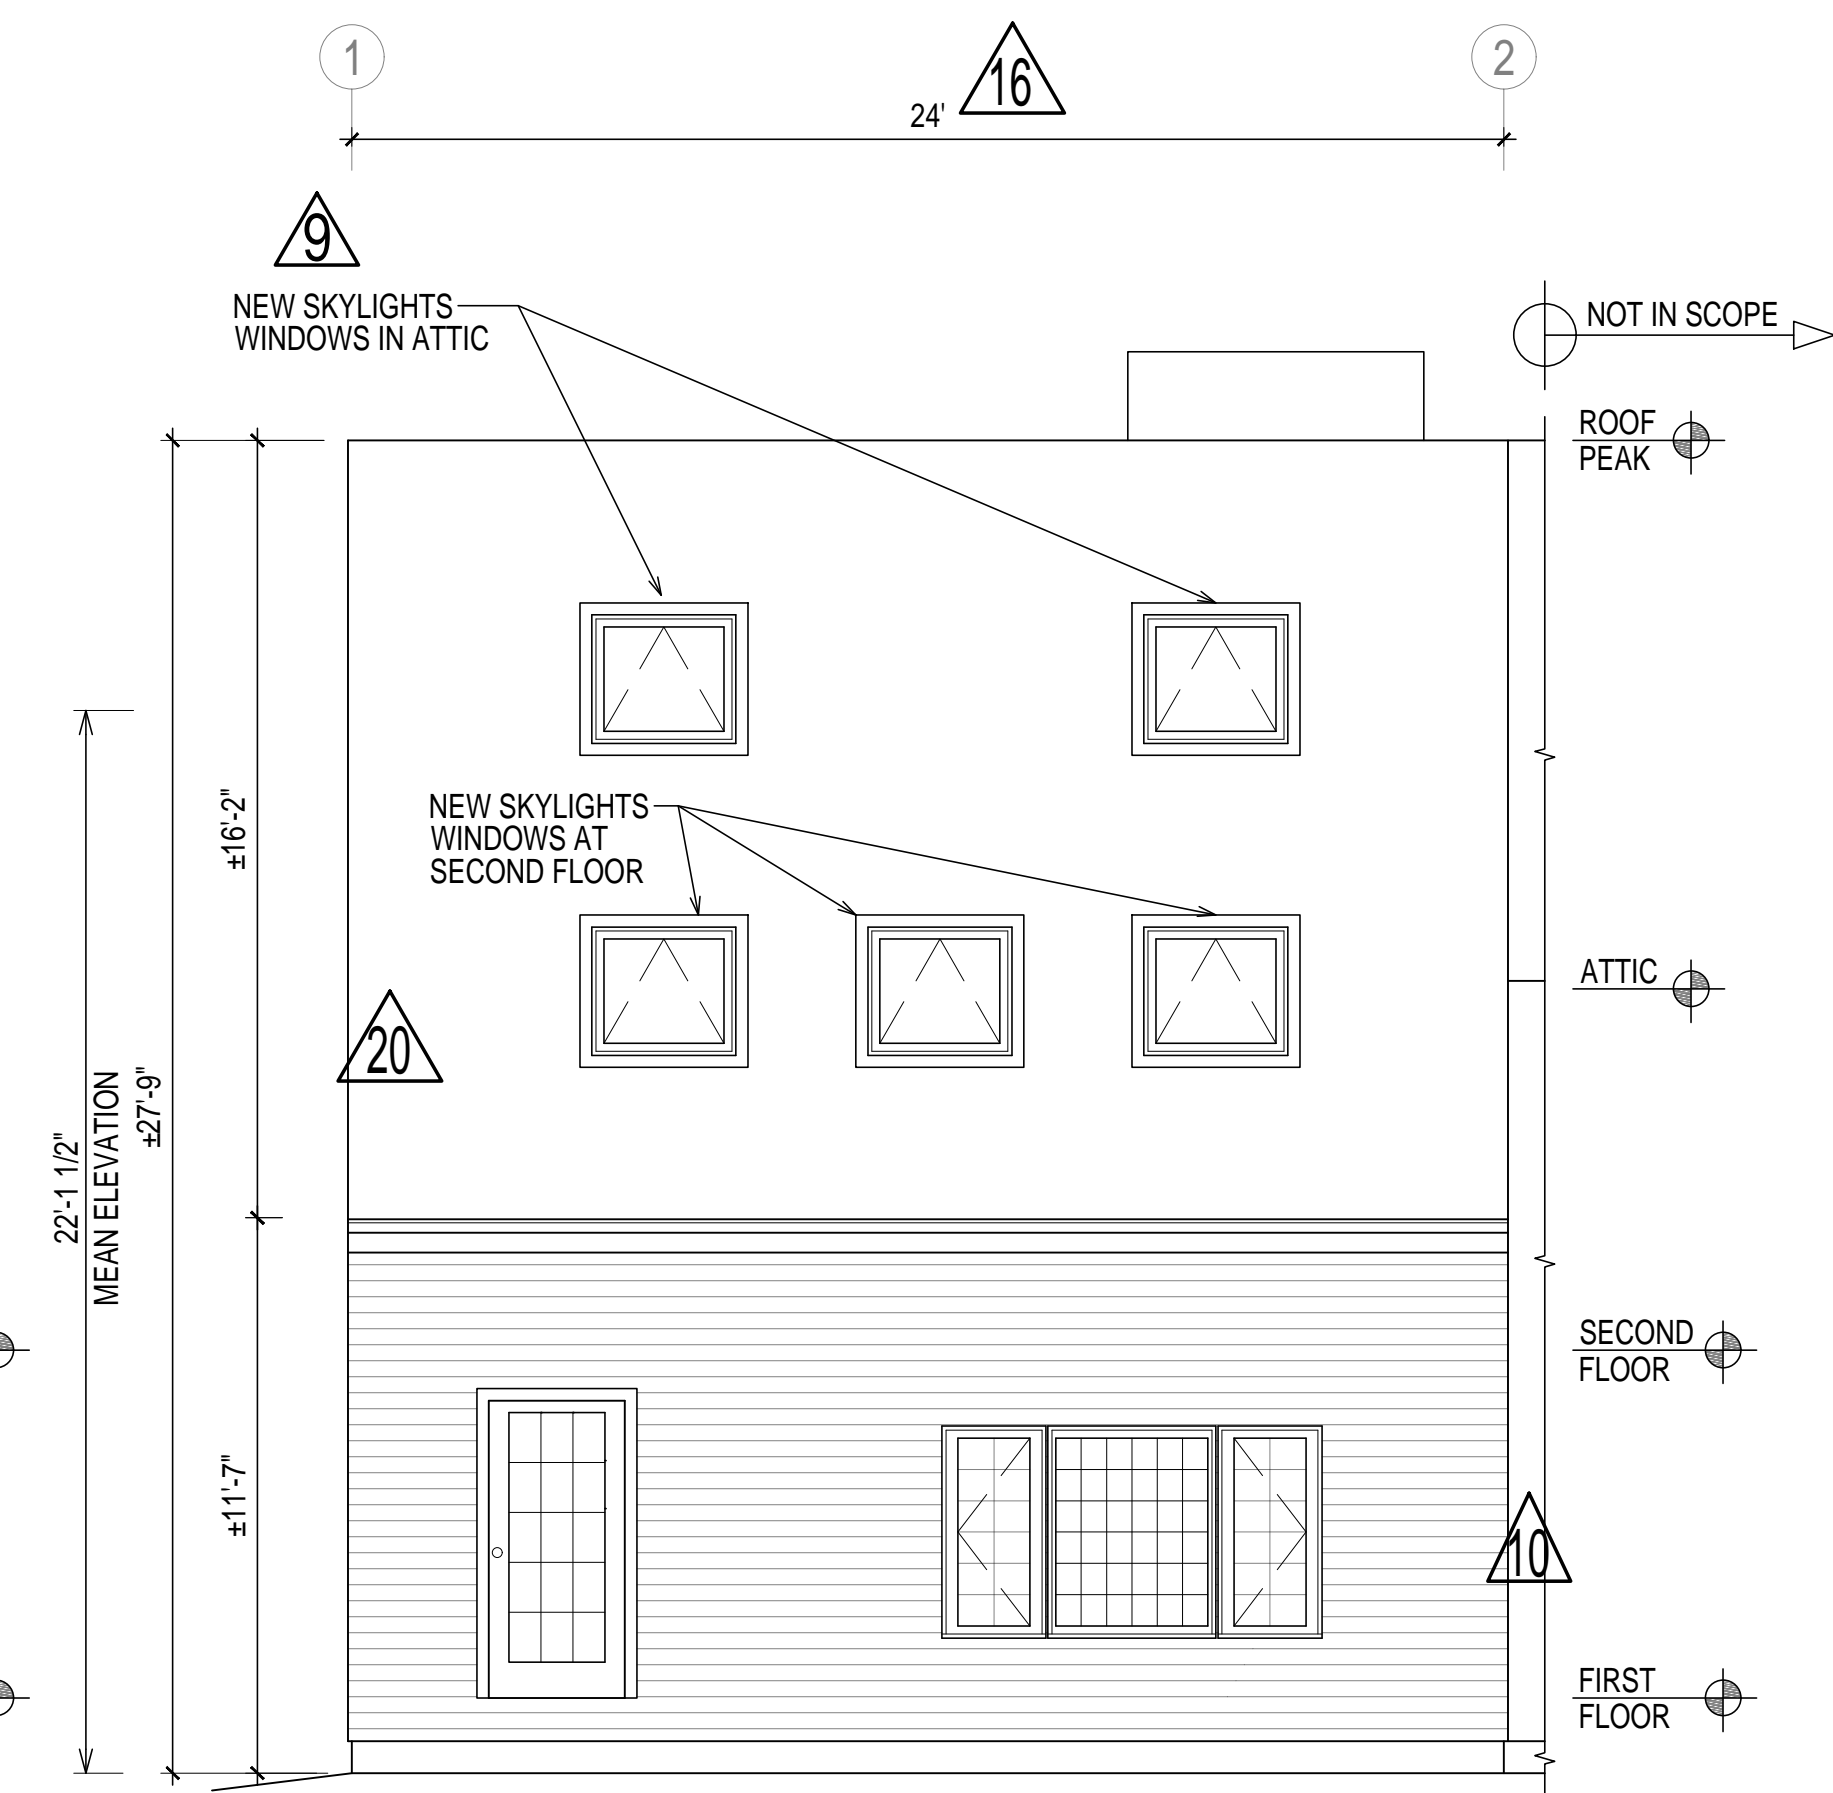 1
2
16
24'
9
NEW SKYLIGHTS
WINDOWS IN ATTIC
NOT IN SCOPE
ROOF
PEAK
±16'-2"
NEW SKYLIGHTS
WINDOWS AT
SECOND FLOOR
ATTIC
20
22'-1 1/2"
MEAN ELEVATION
±27'-9"
SECOND
FLOOR
±11'-7"
10
FIRST
FLOOR